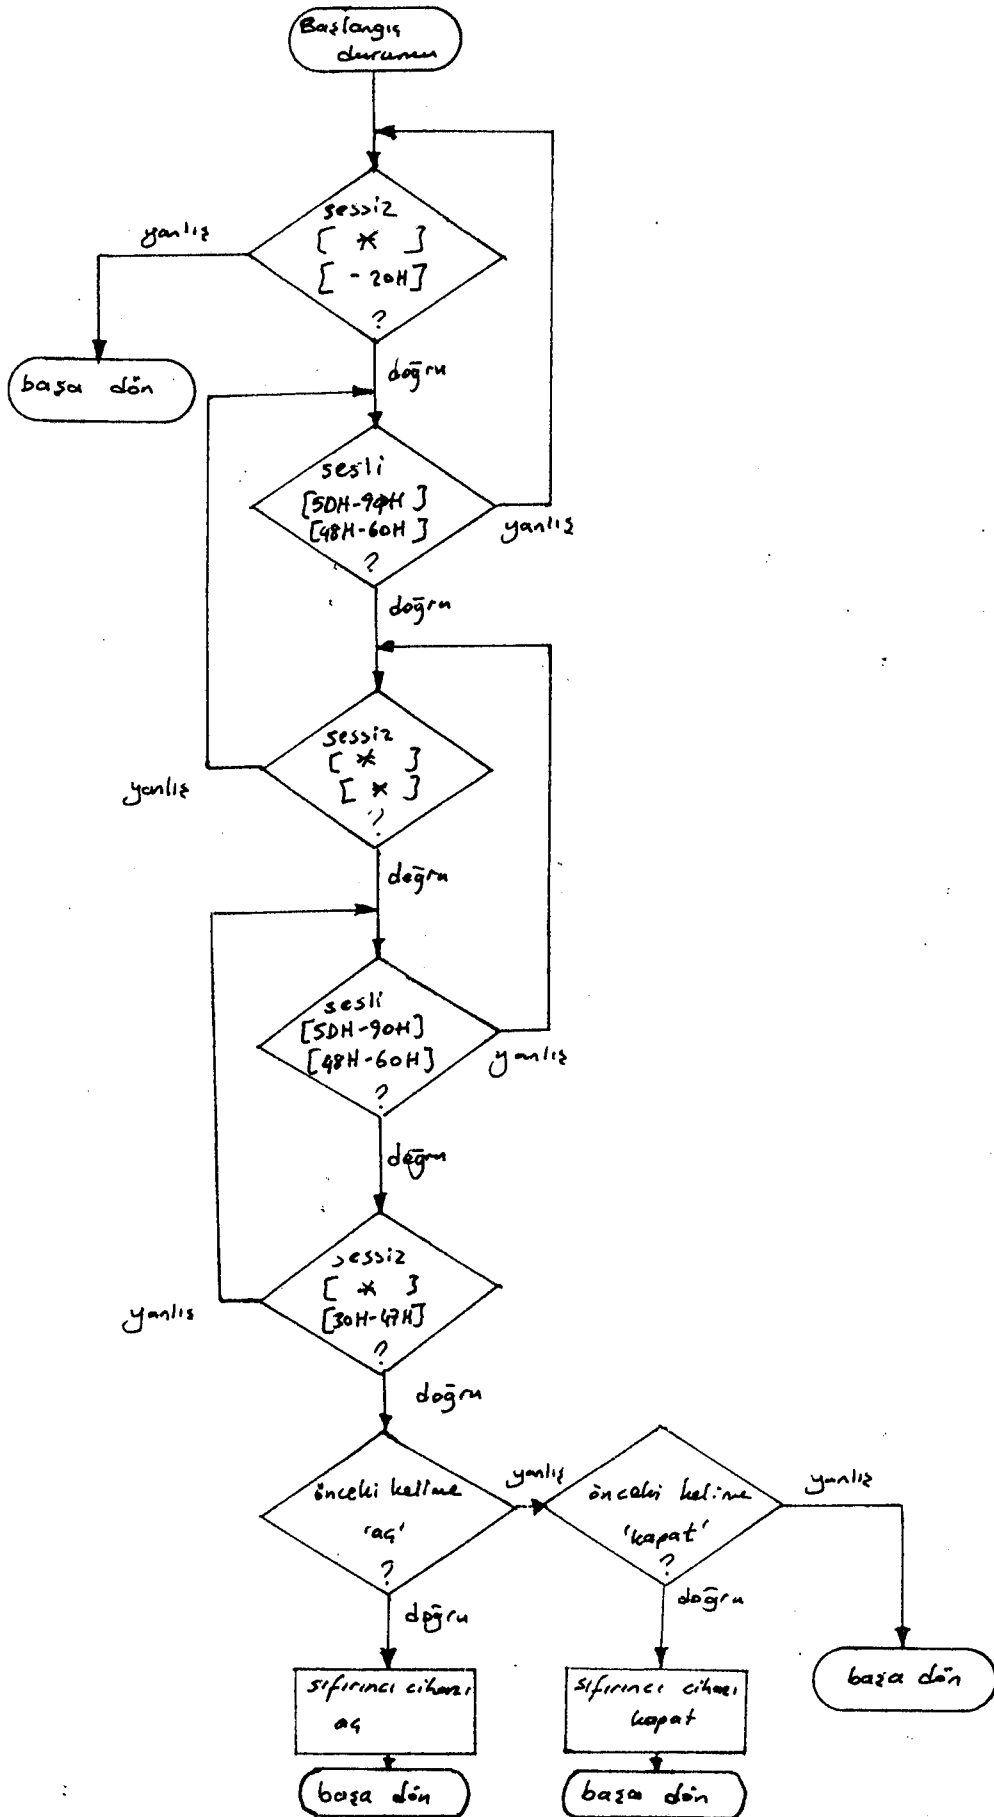 Başlangıç
durumu
sessiz
[ * ]
[ - 20H]
?
yanlış
doğru
başa dön
sesli
[5DH-90H]
[48H-60H]
?
yanlış
doğru
sessiz
[ * ]
[ * ]
?
yanlış
doğru
sesli
[5DH-90H]
[48H-60H]
?
yanlış
doğru
sessiz
[ * ]
[30H-47H]
?
yanlış
doğru
önceki kelime
'aç'
?
yanlış
önceki kelime
'kapat'
?
yanlış
doğru
doğru
sıfırıncı cihazı
aç
sıfırıncı cihazı
kapat
başa dön
başa dön
başa dön